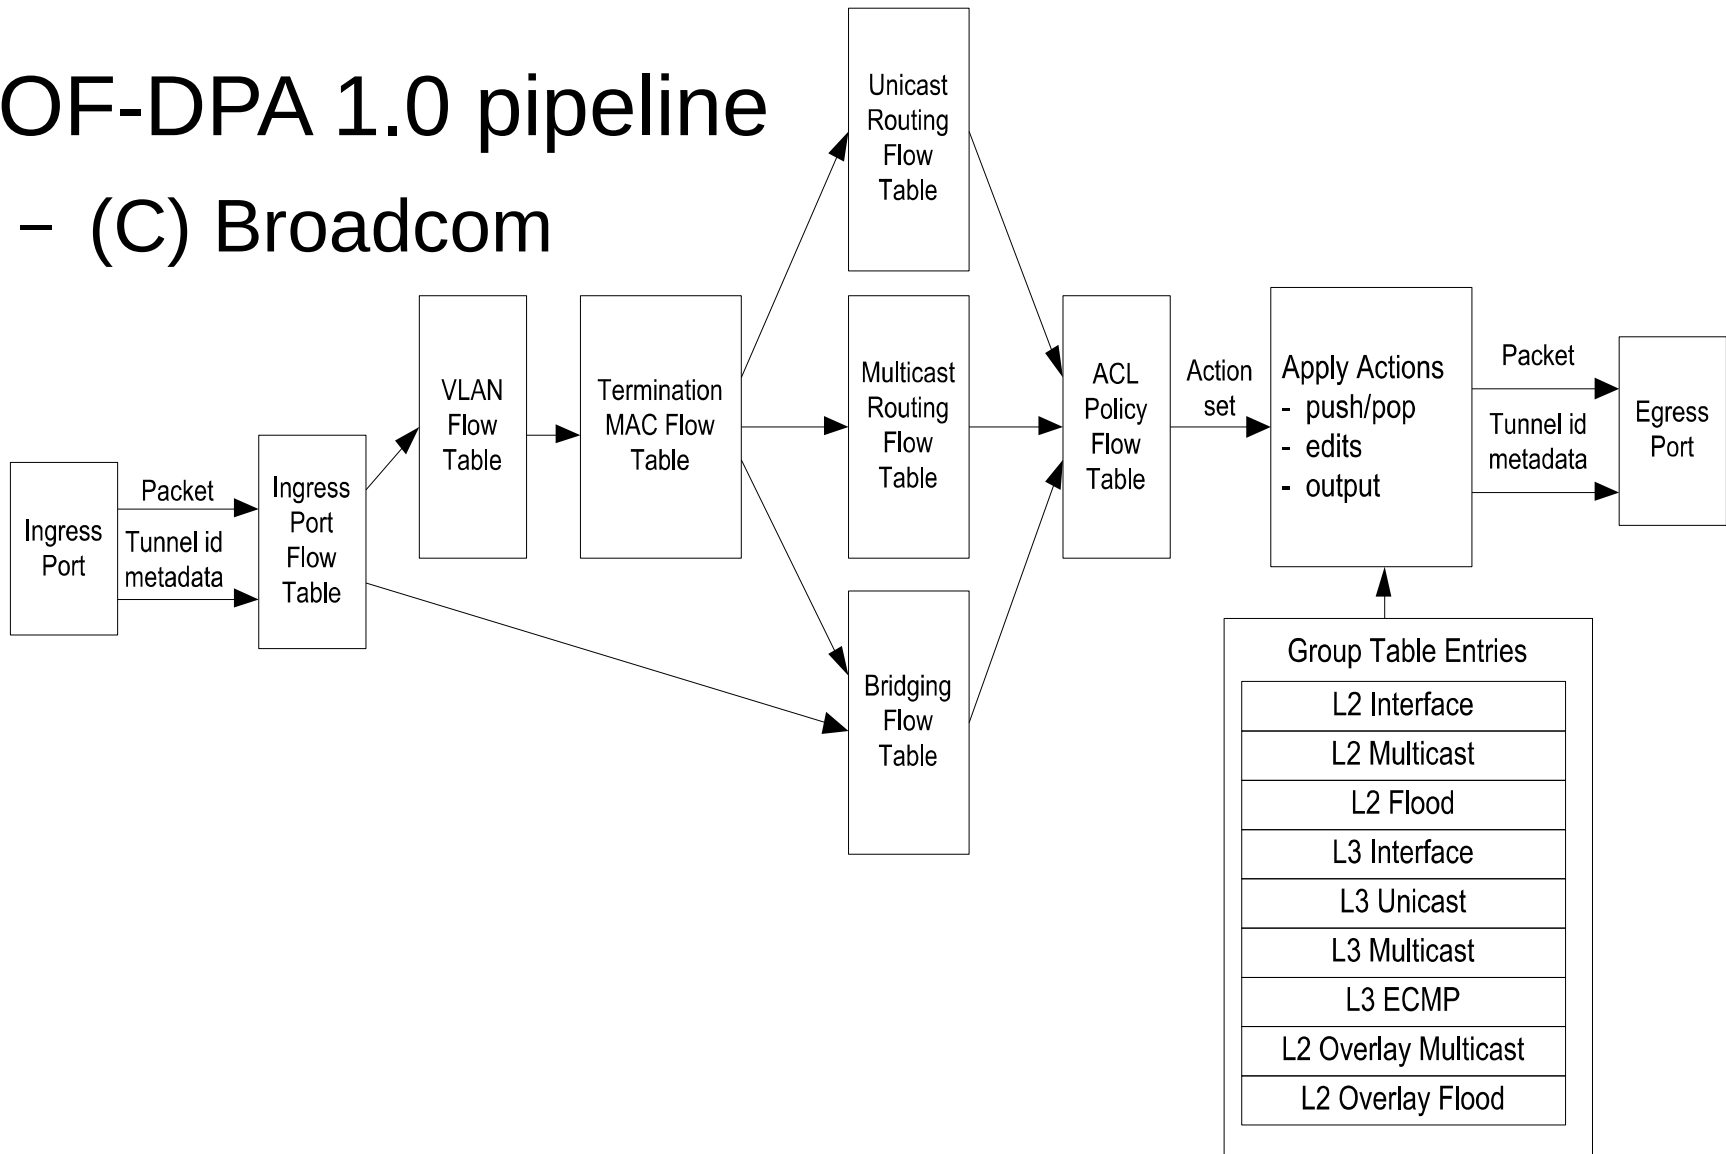 OF-DPA 1.0 pipeline
– (C) Broadcom
Ingress
Port
Packet
Tunnel id
metadata
Ingress
Port
Flow
Table
VLAN
Flow
Table
Termination
MAC Flow
Table
Unicast
Routing
Flow
Table
Multicast
Routing
Flow
Table
Bridging
Flow
Table
ACL
Policy
Flow
Table
Action
set
Apply Actions
- push/pop
- edits
- output
Packet
Tunnel id
metadata
Egress
Port
Group Table Entries
L2 Interface
L2 Multicast
L2 Flood
L3 Interface
L3 Unicast
L3 Multicast
L3 ECMP
L2 Overlay Multicast
L2 Overlay Flood